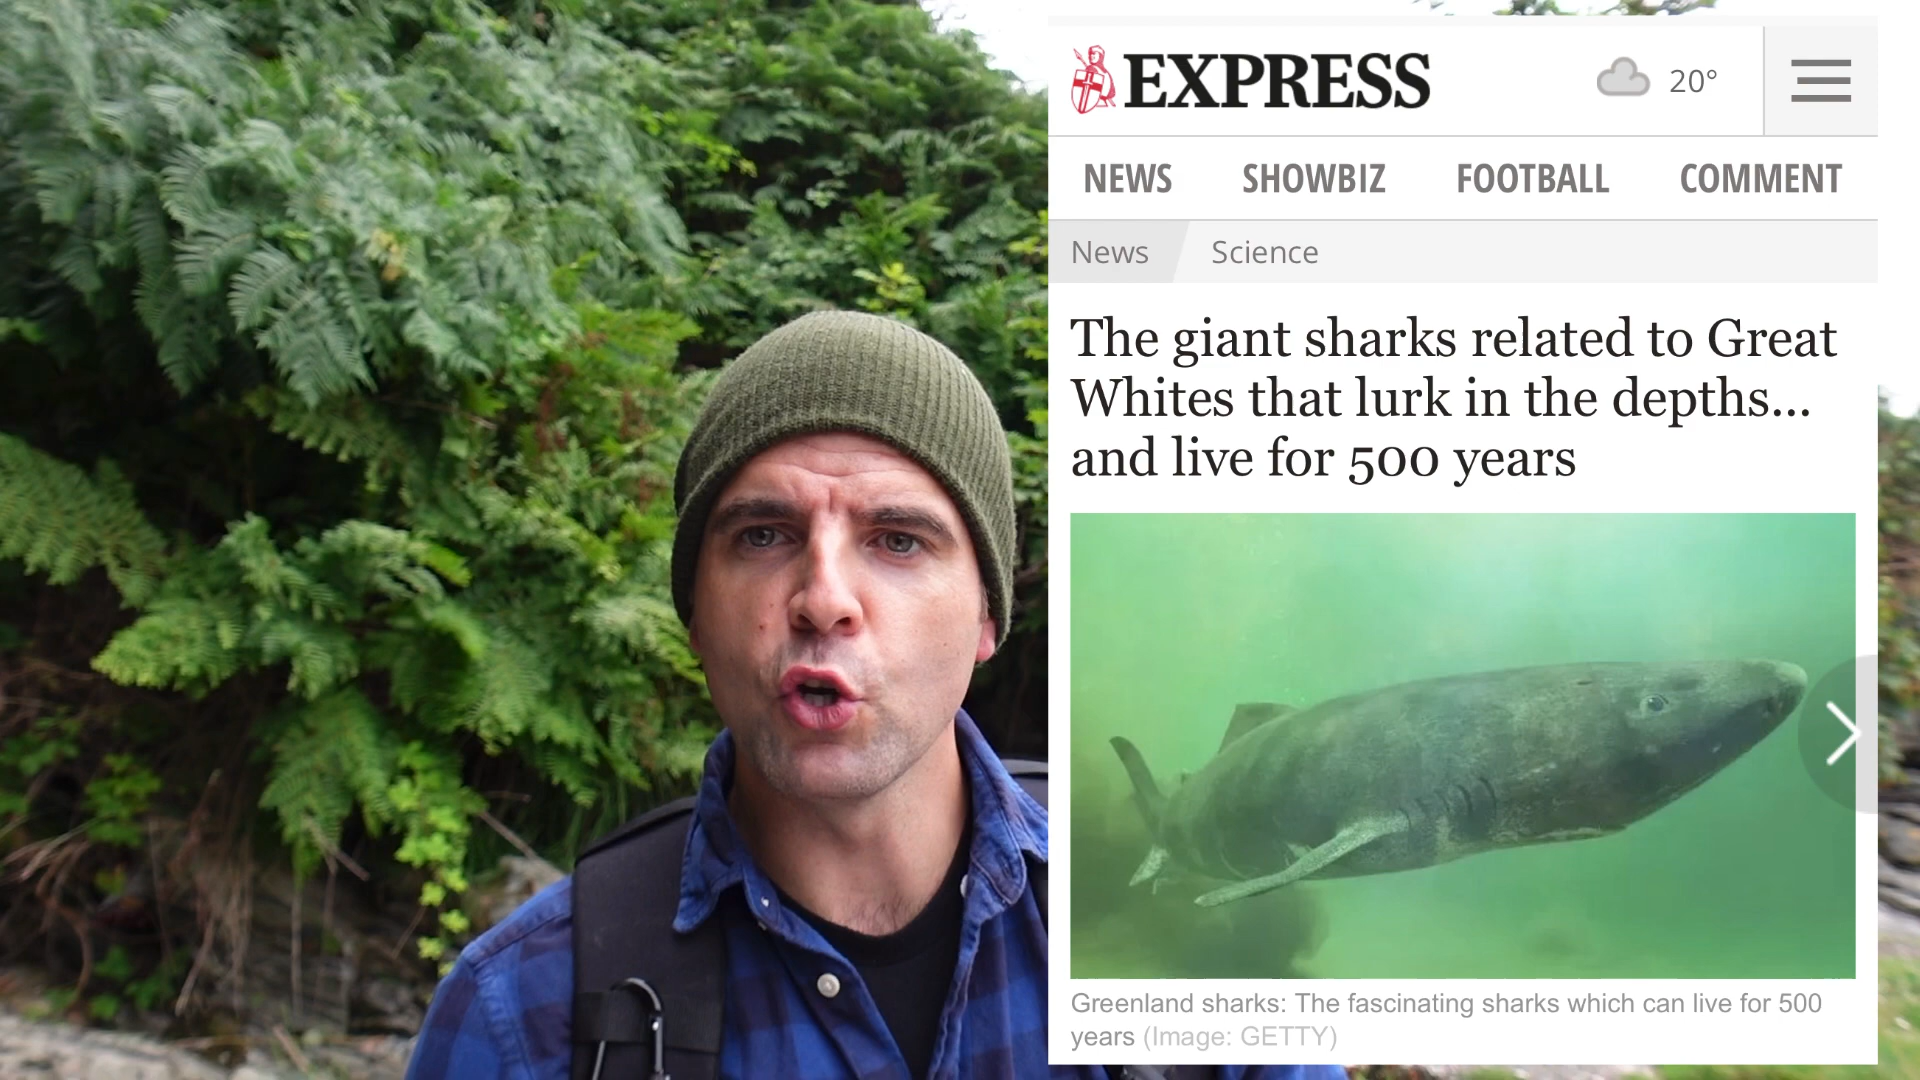 EXPRESS
20°
NEWS SHOWBIZ FOOTBALL COMMENT
News Science
The giant sharks related to Great
Whites that lurk in the depths...
and live for 500 years
Greenland sharks: The fascinating sharks which can live for 500
years (Image: GETTY)